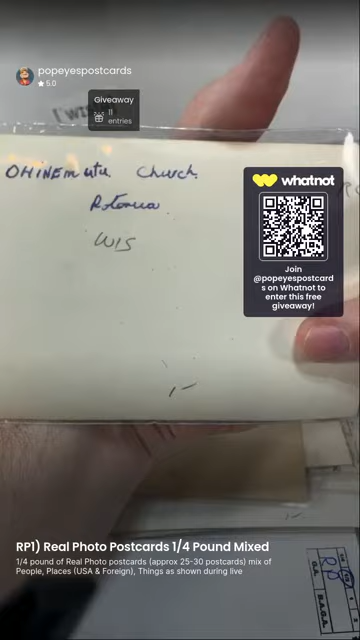 popeyespostcards
★ 5.0
Giveaway
11
entries
OHiNEmutu Church.
Rotorua
WIS
whatnot
Join
@popeyespostcard
s on Whatnot to
enter this free
giveaway!
RP1) Real Photo Postcards 1/4 Pound Mixed
1/4 pound of Real Photo postcards (approx 25-30 postcards) mix of
People, Places (USA & Foreign), Things as shown during live